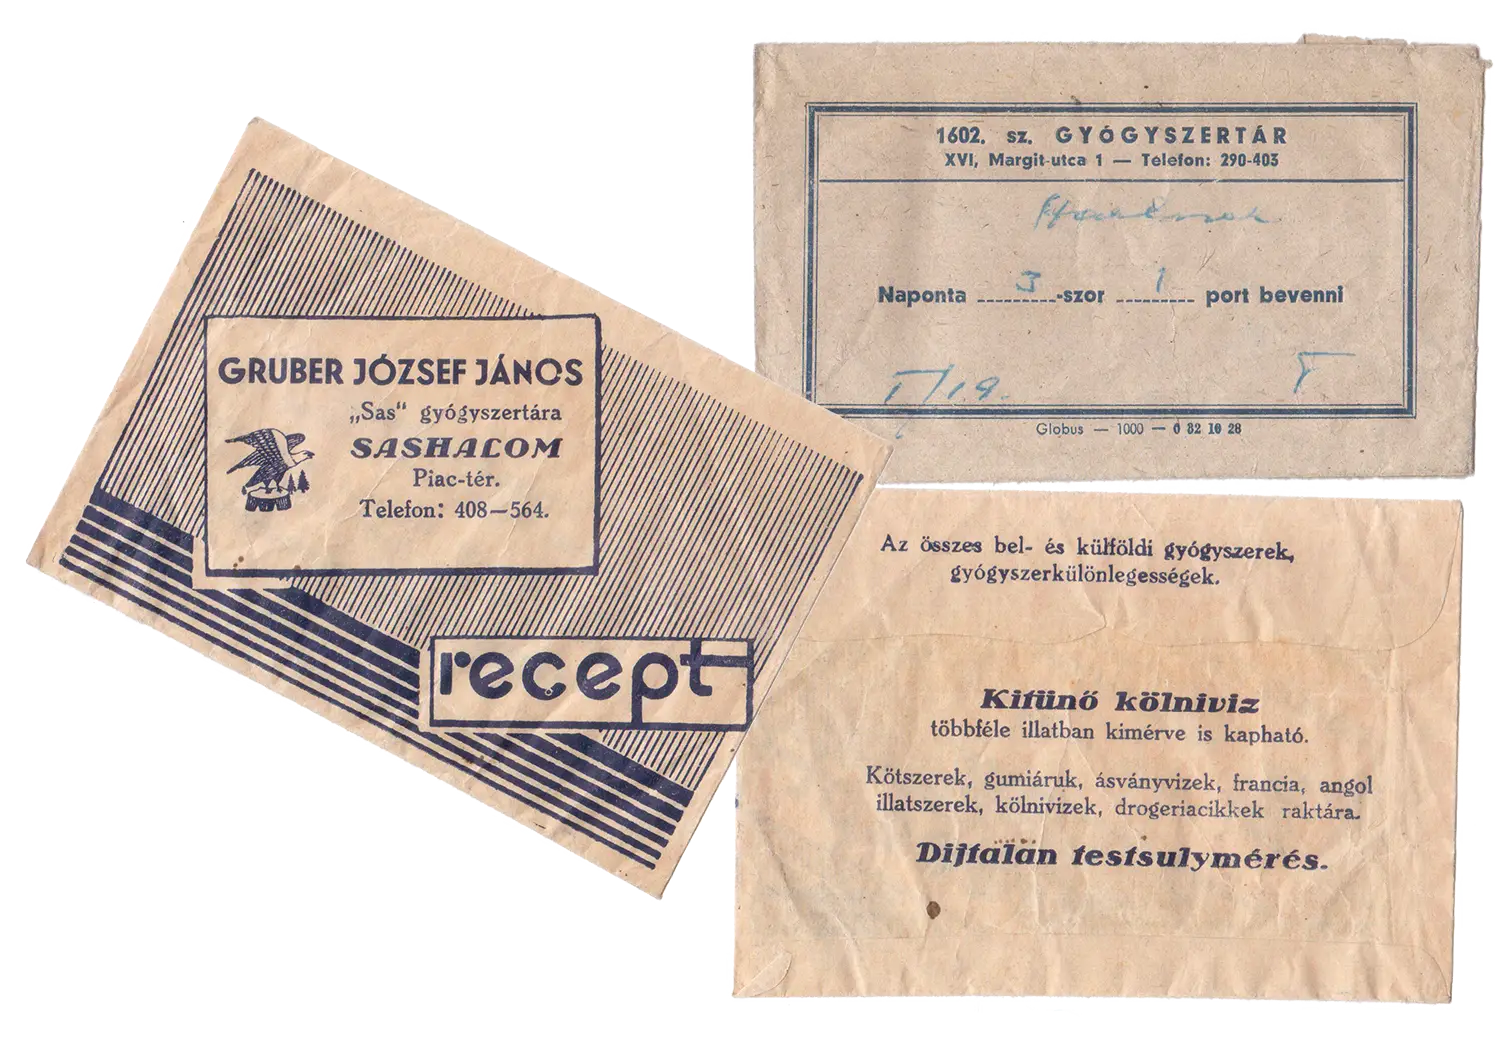 GRUBER JÓZSEF JÁNOS
„Sas“ gyógyszertára
SASHALOM
Piac-tér.
Telefon: 408—564.
recept
1602. sz. GYÓGYSZERTÁR
XVI, Margit-utca 1 — Telefon: 290-403
Naponta 3-szor 1 port bevenni
I/19.
Globus — 1000 — 0 82 10 28
Az összes bel- és külföldi gyógyszerek,
gyógyszerkülönlegességek.
Kitünő kölniviz
többféle illatban kimérve is kapható.
Kötszerek, gumiáruk, ásványvizek, francia, angol
illatszerek, kölnivizek, drogeriacikkek raktára.
Dijtalan testsulymérés.